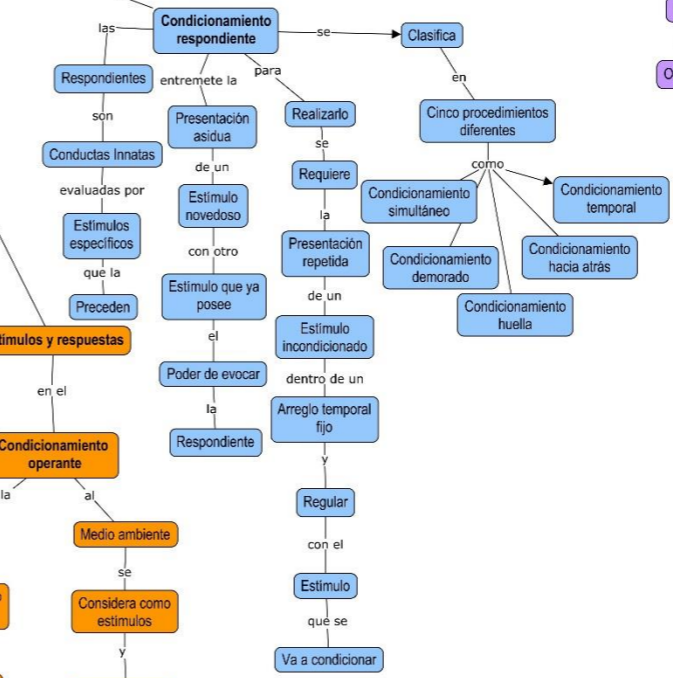 Condicionamiento
respondiente
las
se
Clasifica
Respondientes
entremete la
para
en
son
Presentación
asidua
Realizarlo
Cinco procedimientos
diferentes
Conductas Innatas
de un
se
Requiere
como
evaluadas por
Estímulo
novedoso
la
Condicionamiento
simultáneo
Condicionamiento
temporal
Estímulos
específicos
con otro
Presentación
repetida
Condicionamiento
demorado
Condicionamiento
hacia atrás
que la
Estimulo que ya
posee
de un
Preceden
Condicionamiento
huella
el
Estímulo
incondicionado
y respuestas
Poder de evocar
dentro de un
en el
la
Arreglo temporal
fijo
Respondiente
y
Condicionamiento
operante
la
al
Regular
Medio ambiente
con el
se
Estimulo
Considera como
estimulos
que se
y
Va a condicionar